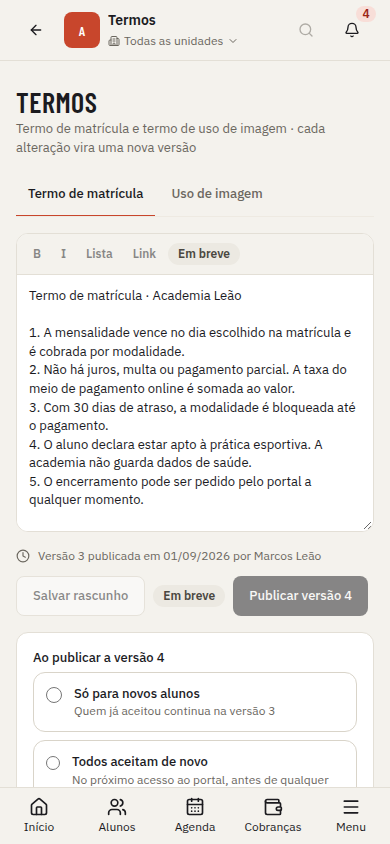 A
Termos
Todas as unidades
4
TERMOS
Termo de matrícula e termo de uso de imagem · cada
alteração vira uma nova versão
Termo de matrícula
Uso de imagem
B I Lista Link Em breve
Termo de matrícula · Academia Leão
1. A mensalidade vence no dia escolhido na matrícula e
é cobrada por modalidade.
2. Não há juros, multa ou pagamento parcial. A taxa do
meio de pagamento online é somada ao valor.
3. Com 30 dias de atraso, a modalidade é bloqueada até
o pagamento.
4. O aluno declara estar apto à prática esportiva. A
academia não guarda dados de saúde.
5. O encerramento pode ser pedido pelo portal a
qualquer momento.
Versão 3 publicada em 01/09/2026 por Marcos Leão
Salvar rascunho Em breve Publicar versão 4
Ao publicar a versão 4
Só para novos alunos
Quem já aceitou continua na versão 3
Todos aceitam de novo
No próximo acesso ao portal, antes de qualquer
Início Alunos Agenda Cobranças Menu